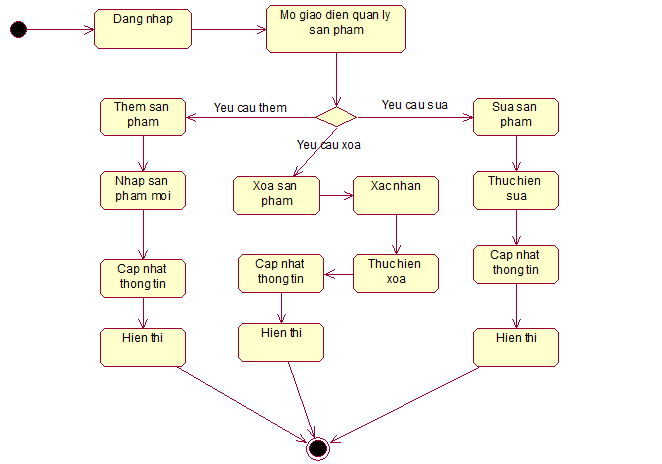 Dang nhap
Mo giao dien quan ly
san pham
Yeu cau them
Yeu cau sua
Yeu cau xoa
Them san
pham
Nhap san
pham moi
Cap nhat
thong tin
Hien thi
Xoa san
pham
Xac nhan
Thuc hien
xoa
Cap nhat
thong tin
Hien thi
Sua san
pham
Thuc hien
sua
Cap nhat
thong tin
Hien thi